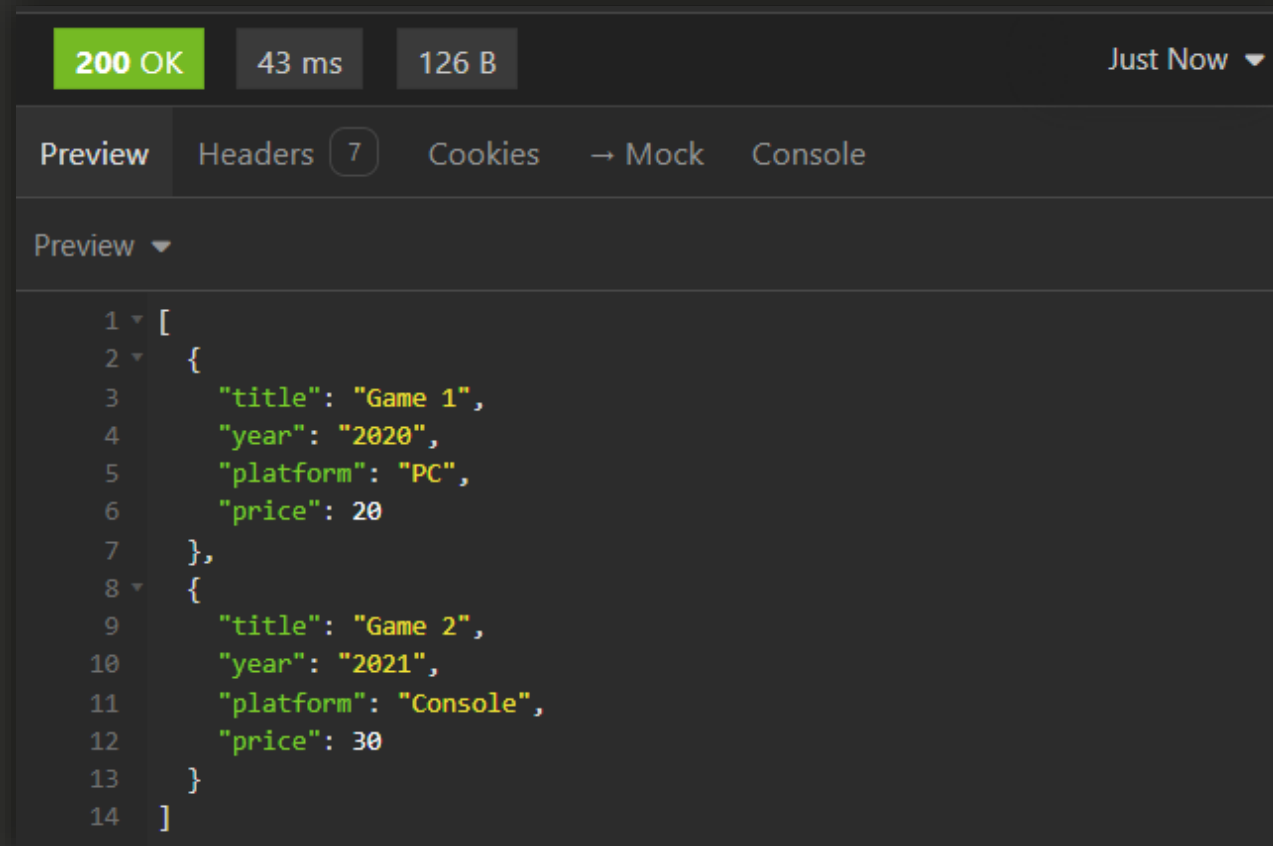 200 OK 43 ms 126 B Just Now
Preview Headers 7 Cookies → Mock Console
Preview
1 [
2 {
3 "title": "Game 1",
4 "year": "2020",
5 "platform": "PC",
6 "price": 20
7 },
8 {
9 "title": "Game 2",
10 "year": "2021",
11 "platform": "Console",
12 "price": 30
13 }
14 ]